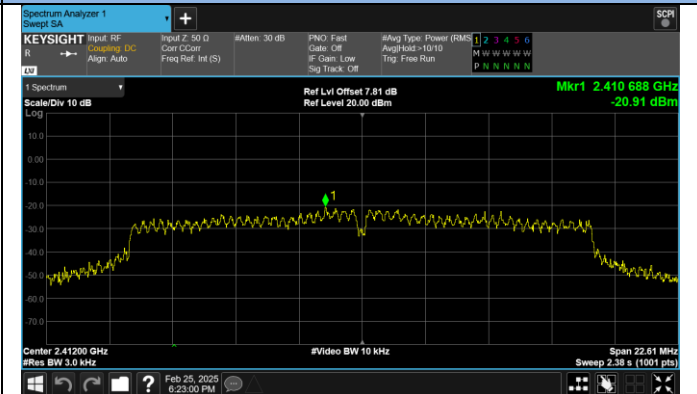 Spectrum Analyzer 1
Swept SA
+
SCPI
KEYSIGHT
R
LXI
Input: RF
Coupling: DC
Align: Auto
Input Z: 50 Ω
Corr CCorr
Freq Ref: Int (S)
#Atten: 30 dB
PNO: Fast
Gate: Off
IF Gain: Low
Sig Track: Off
#Avg Type: Power (RMS
Avg|Hold:>10/10
Trig: Free Run
1 2 3 4 5 6
M W W W W W
P N N N N N
1 Spectrum
Scale/Div 10 dB
Log
Ref Lvl Offset 7.81 dB
Ref Level 20.00 dBm
Mkr1 2.410 688 GHz
-20.91 dBm
10.0
0.00
-10.0
-20.0
-30.0
-40.0
-50.0
-60.0
-70.0
1
Center 2.41200 GHz
#Res BW 3.0 kHz
#Video BW 10 kHz
Span 22.61 MHz
Sweep 2.38 s (1001 pts)
?
Feb 25, 2025
6:23:00 PM